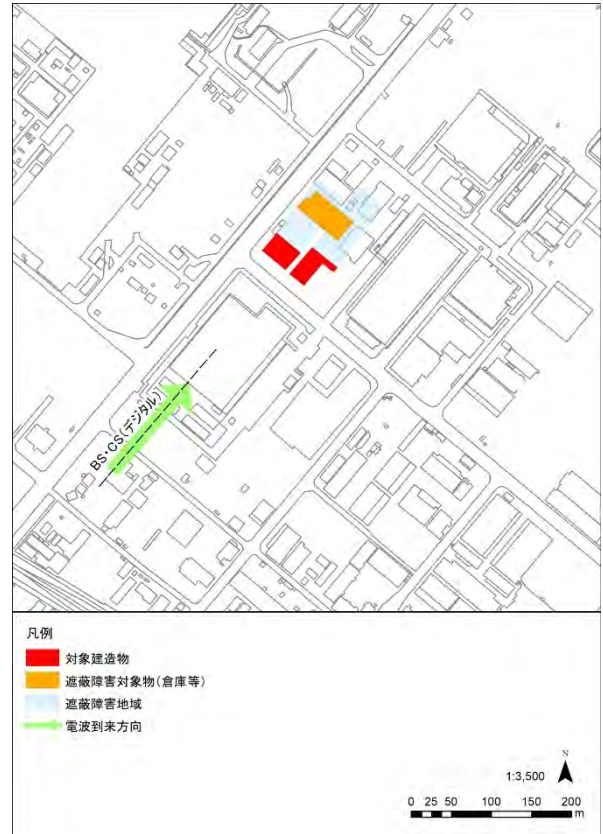 BS・CS(デジタル)
凡例
対象建造物
遮蔽障害対象物(倉庫等)
遮蔽障害地域
電波到来方向
N
1:3,500
0 25 50 100 150 200
m